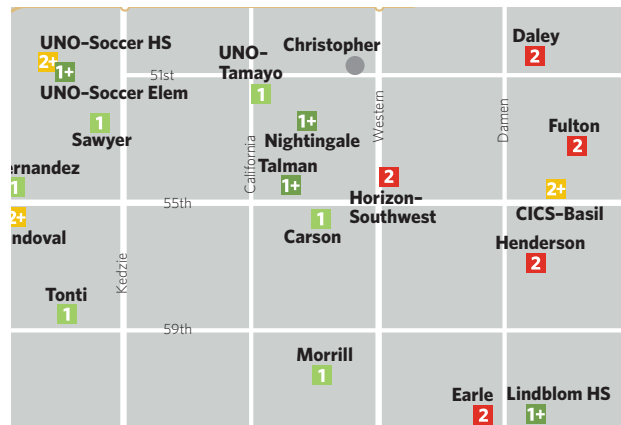 UNO–Soccer HS
2+
1+
UNO–Soccer Elem
UNO–
Tamayo
1
Christopher
Daley
2
51st
1
Sawyer
1+
Nightingale
Western
Damen
Fulton
2
ernandez
1
California
Talman
1+
2
Horizon–
Southwest
2+
CICS–Basil
55th
2+
ndoval
1
Carson
Henderson
2
Kedzie
Tonti
1
59th
Morrill
1
Earle
2
Lindblom HS
1+